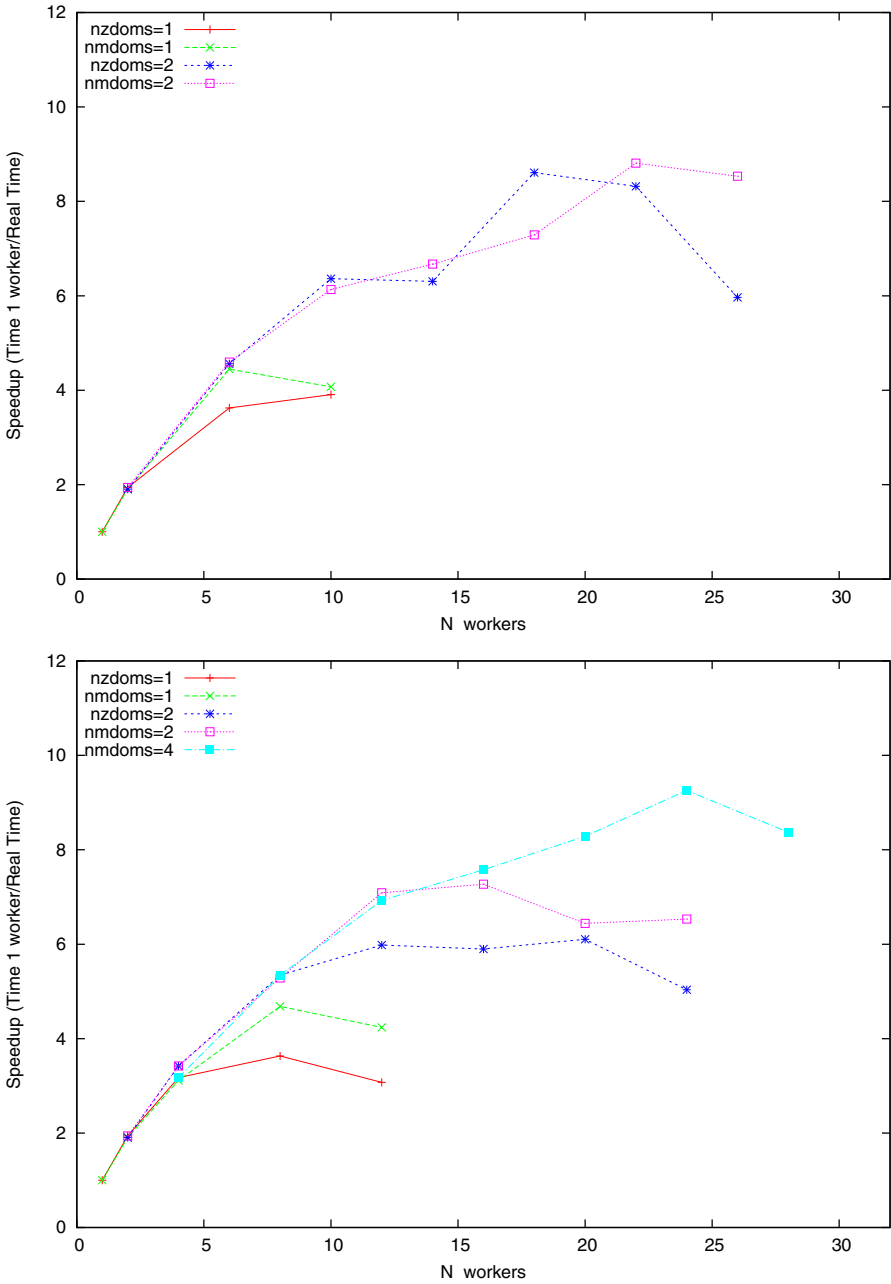 12
10
8
6
4
2
0
0 5 10 15 20 25 30
Speedup (Time 1 worker/Real Time)
N workers
nzdoms=1
nmdoms=1
nzdoms=2
nmdoms=2
12
10
8
6
4
2
0
0 5 10 15 20 25 30
Speedup (Time 1 worker/Real Time)
N workers
nzdoms=1
nmdoms=1
nzdoms=2
nmdoms=2
nmdoms=4